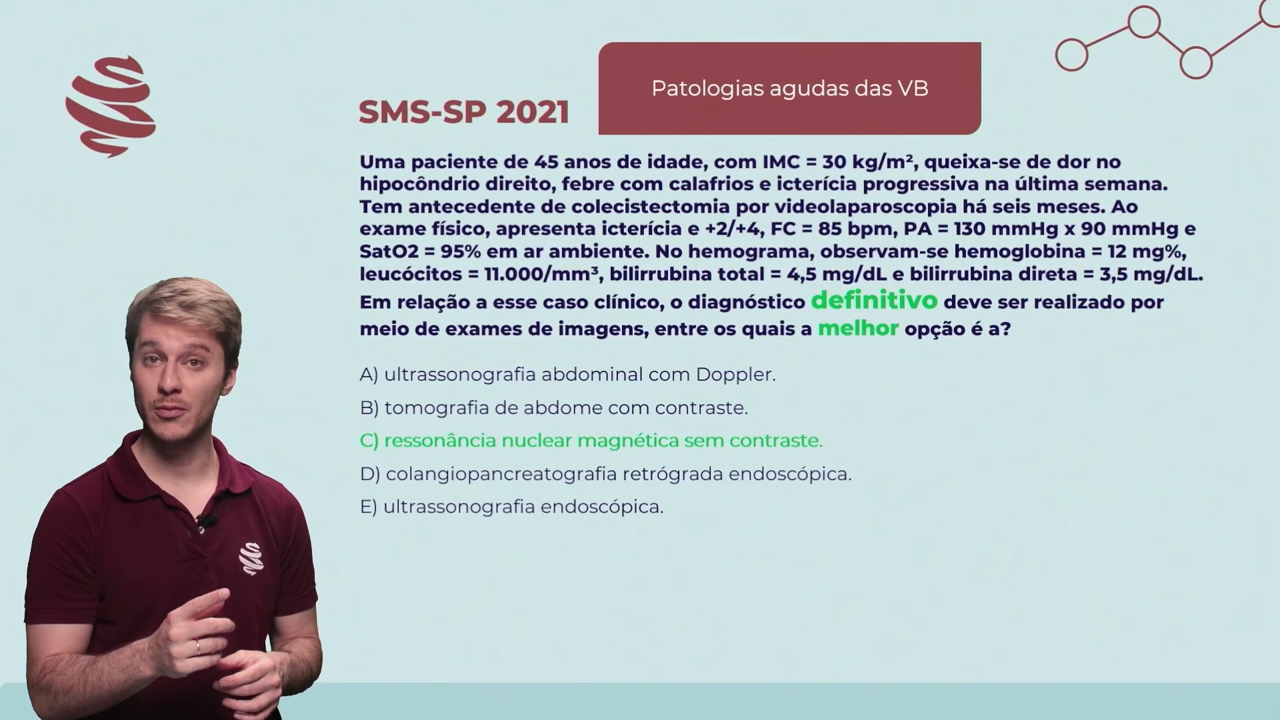 Patologias agudas das VB
SMS-SP 2021
Uma paciente de 45 anos de idade, com IMC = 30 kg/m², queixa-se de dor no
hipocôndrio direito, febre com calafrios e icterícia progressiva na última semana.
Tem antecedente de colecistectomia por videolaparoscopia há seis meses. Ao
exame físico, apresenta icterícia e +2/+4, FC = 85 bpm, PA = 130 mmHg x 90 mmHg e
SatO2 = 95% em ar ambiente. No hemograma, observam-se hemoglobina = 12 mg%,
leucócitos = 11.000/mm³, bilirrubina total = 4,5 mg/dL e bilirrubina direta = 3,5 mg/dL.
Em relação a esse caso clínico, o diagnóstico definitivo deve ser realizado por
meio de exames de imagens, entre os quais a melhor opção é a?
A) ultrassonografia abdominal com Doppler.
B) tomografia de abdome com contraste.
C) ressonância nuclear magnética sem contraste.
D) colangiopancreatografia retrógrada endoscópica.
E) ultrassonografia endoscópica.